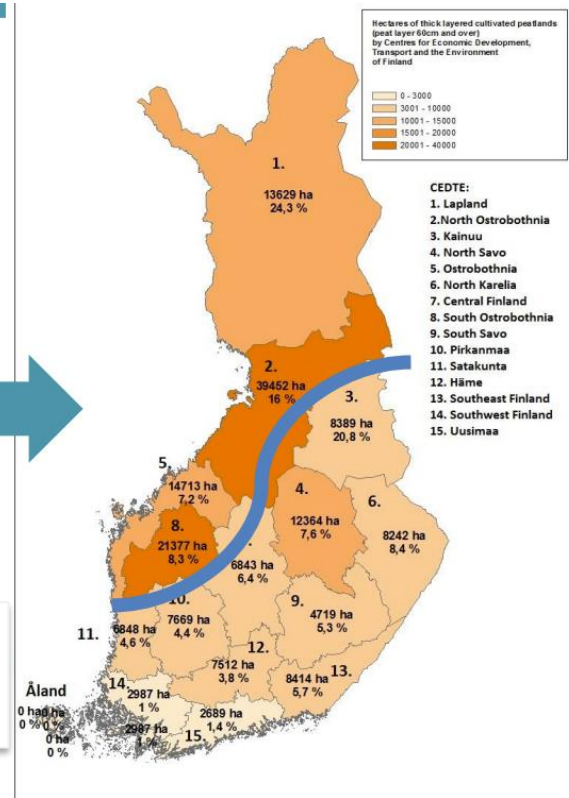 Hectares of thick layered cultivated peatlands
(peat layer 60cm and over)
by Centres for Economic Development,
Transport and the Environment
of Finland
0 - 3000
3001 - 10000
10001 - 15000
15001 - 20000
20001 - 40000
CEDTE:
1. Lapland
2.North Ostrobothnia
3. Kainuu
4. North Savo
5. Ostrobothnia
6. North Karelia
7. Central Finland
8. South Ostrobothnia
9. South Savo
10. Pirkanmaa
11. Satakunta
12. Häme
13. Southeast Finland
14. Southwest Finland
15. Uusimaa
1.
13629 ha
24,3 %
2.
39452 ha
16 %
3.
8389 ha
20,8 %
5.
14713 ha
7,2 %
4.
12364 ha
7,6 %
6.
8242 ha
8,4 %
8.
21377 ha
8,3 %
6843 ha
6,4 %
10.
7669 ha
4,4 %
9.
4719 ha
5,3 %
11.
6848 ha
4,6 %
12.
7512 ha
3,8 %
13.
8414 ha
5,7 %
14.
2987 ha
1 %
2689 ha
1,4 %
15.
2987 ha
1 %
Åland
0 ha
0 %
0 ha
0 %
0 ha
0 %